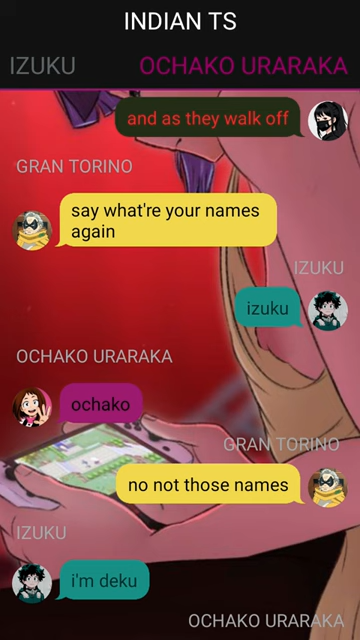 INDIAN TS
IZUKU OCHAKO URARAKA
and as they walk off
GRAN TORINO
say what're your names
again
IZUKU
izuku
OCHAKO URARAKA
ochako
GRAN TORINO
no not those names
IZUKU
i'm deku
OCHAKO URARAKA